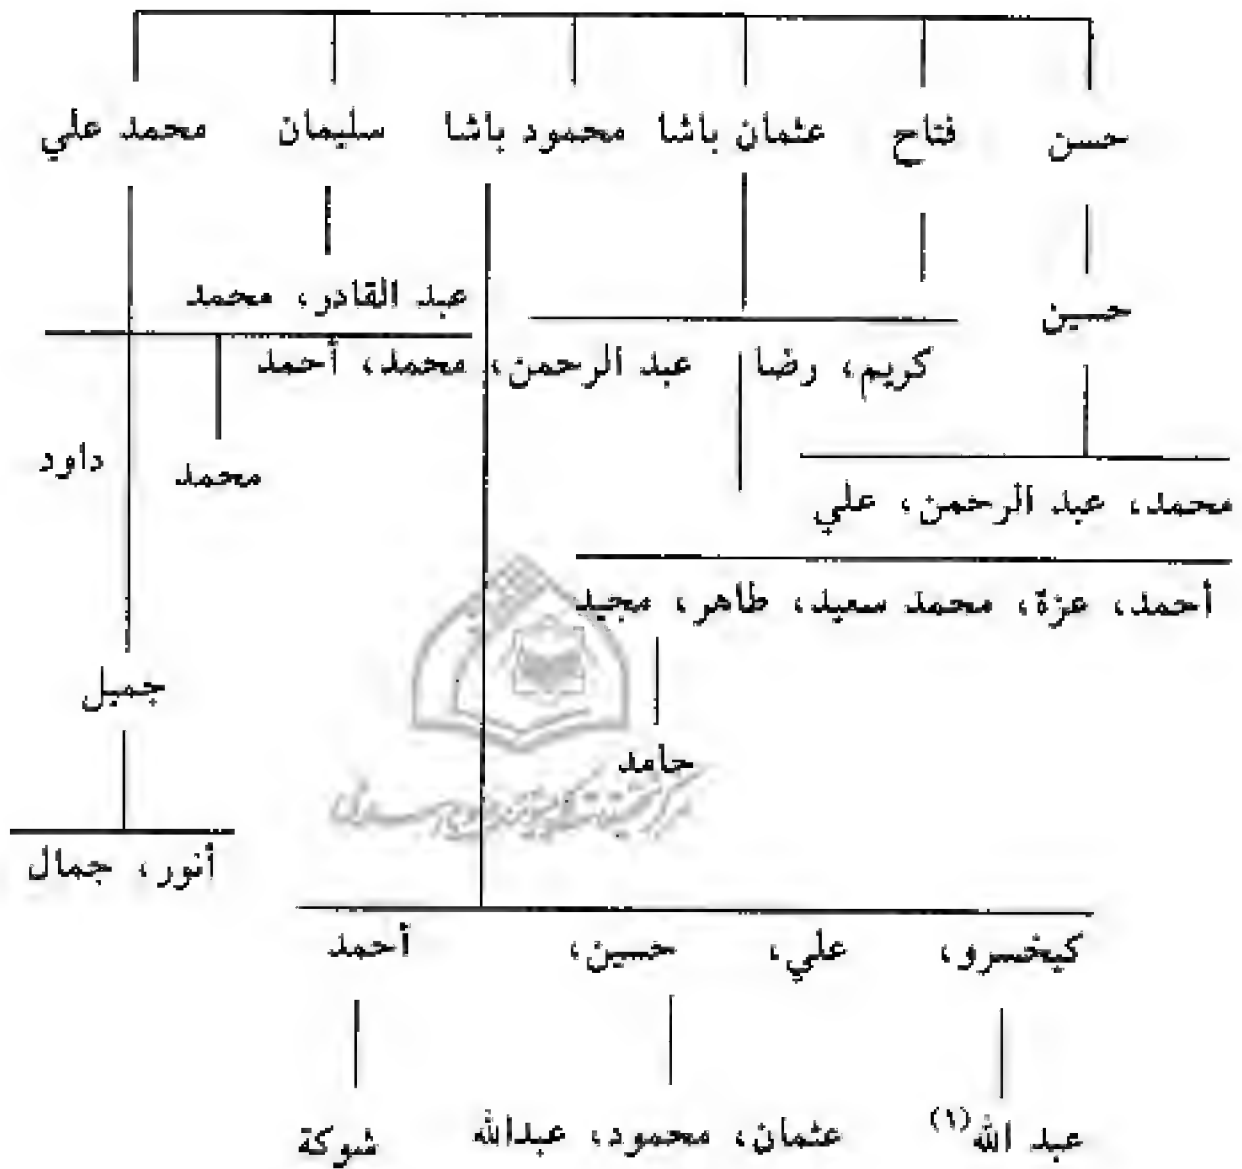 حسن فتاح عثمان باشا محمود باشا سليمان محمد علي
عبد القادر، محمد
حسين
كريم، رضا عبد الرحمن، محمد، أحمد
داود
محمد
محمد، عبد الرحمن، علي
أحمد، عزة، محمد سعيد، طاهر، مجيد
جميل
حامد
أنور، جمال
كيخسرو، علي، حسين، أحمد
عبد الله(١) عثمان، محمود، عبدالله شوكة